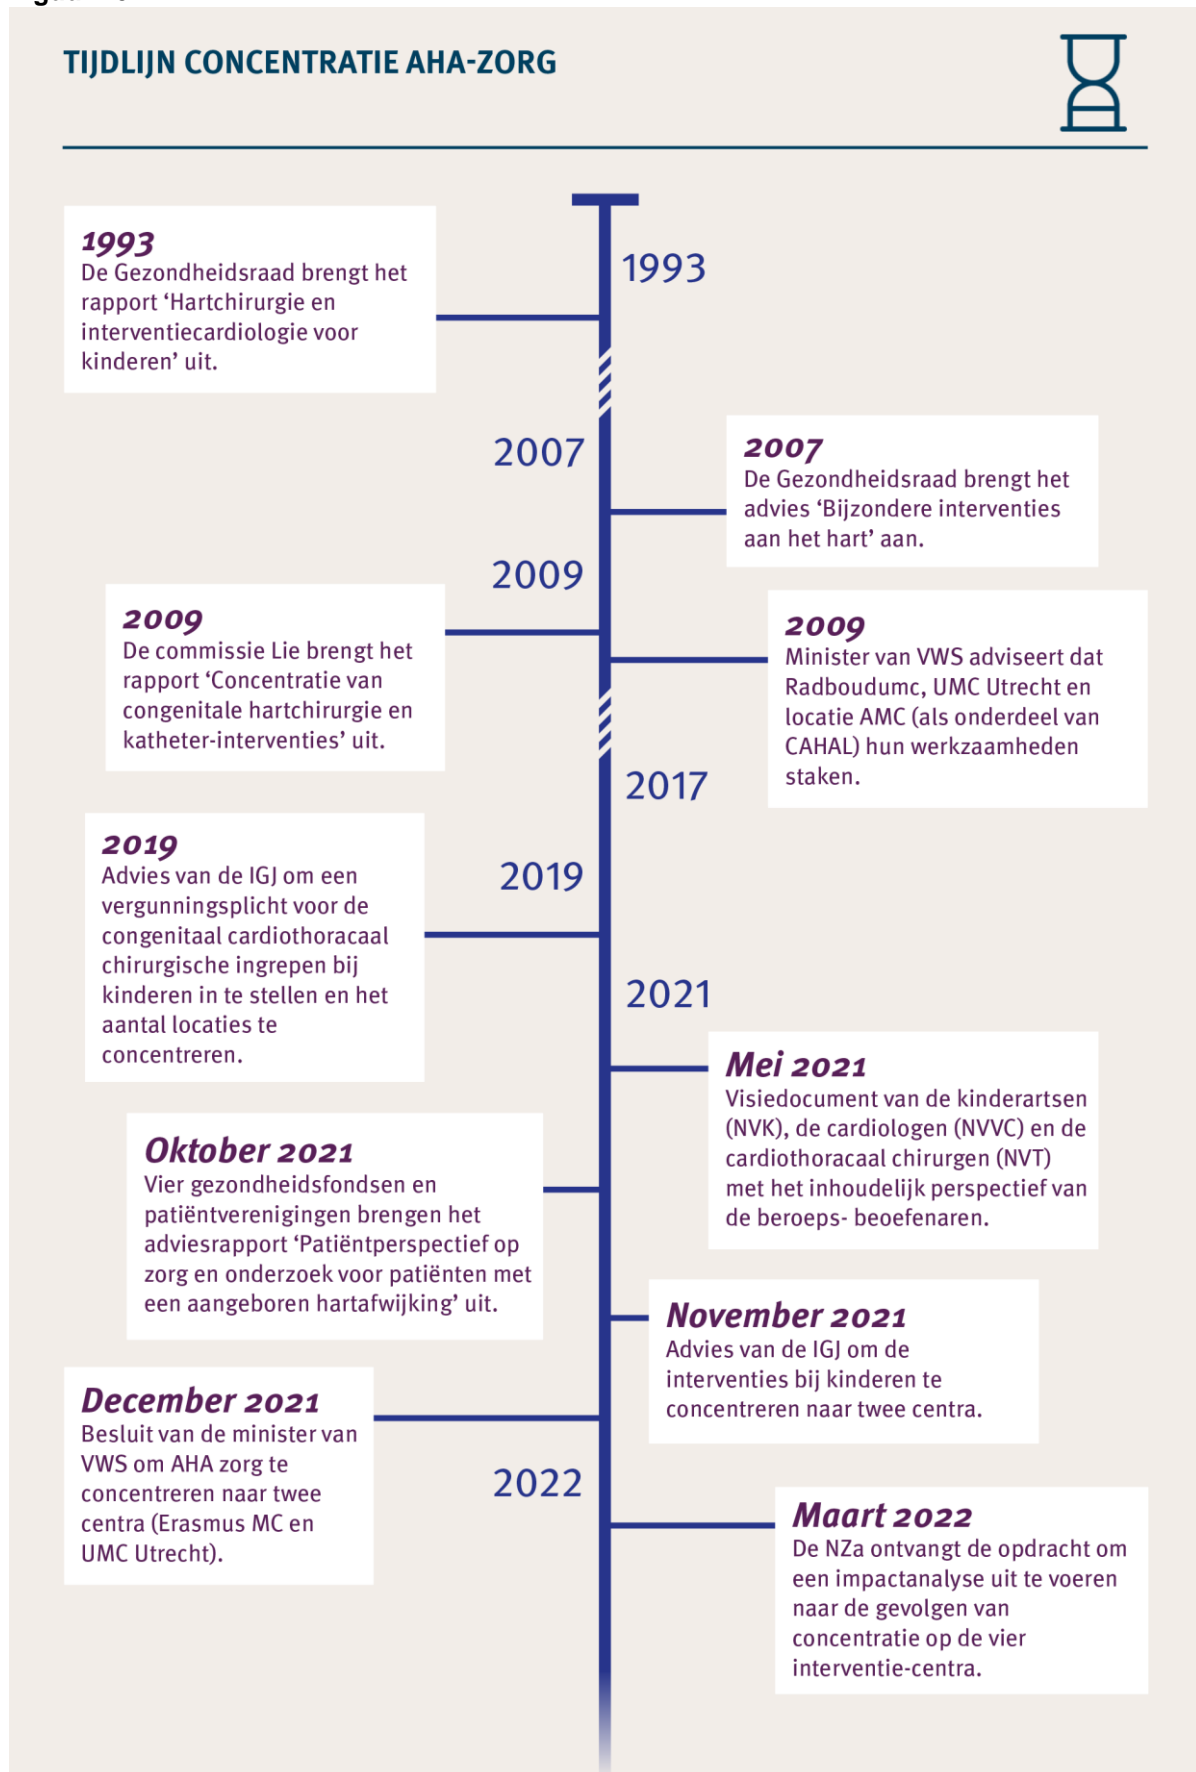 TIJDLIJN CONCENTRATIE AHA-ZORG
1993
De Gezondheidsraad brengt het
rapport ‘Hartchirurgie en
interventiecardiologie voor
kinderen’ uit.
1993
2007
2007
De Gezondheidsraad brengt het
advies ‘Bijzondere interventies
aan het hart’ aan.
2009
2009
De commissie Lie brengt het
rapport ‘Concentratie van
congenitale hartchirurgie en
katheter-interventies’ uit.
2009
Minister van VWS adviseert dat
Radboudumc, UMC Utrecht en
locatie AMC (als onderdeel van
CAHAL) hun werkzaamheden
staken.
2017
2019
Advies van de IGJ om een
vergunningsplicht voor de
congenitaal cardiothoracaal
chirurgische ingrepen bij
kinderen in te stellen en het
aantal locaties te
concentreren.
2019
2021
Mei 2021
Visiedocument van de kinderartsen
(NVK), de cardiologen (NVVC) en de
cardiothoracaal chirurgen (NVT)
met het inhoudelijk perspectief van
de beroeps- beoefenaren.
Oktober 2021
Vier gezondheidsfondsen en
patiëntverenigingen brengen het
adviesrapport ‘Patiëntperspectief op
zorg en onderzoek voor patiënten met
een aangeboren hartafwijking’ uit.
November 2021
Advies van de IGJ om de
interventies bij kinderen te
concentreren naar twee centra.
December 2021
Besluit van de minister van
VWS om AHA zorg te
concentreren naar twee
centra (Erasmus MC en
UMC Utrecht).
2022
Maart 2022
De NZa ontvangt de opdracht om
een impactanalyse uit te voeren
naar de gevolgen van
concentratie op de vier
interventie-centra.